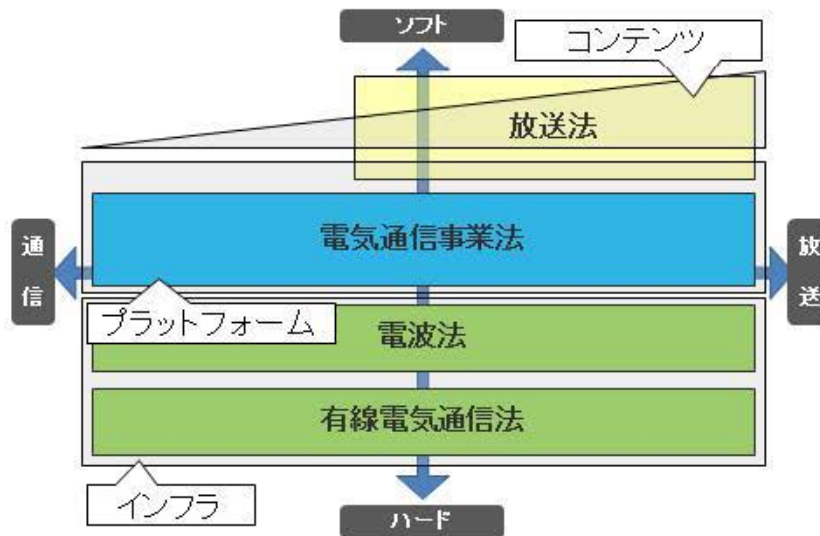 ソフト
コンテンツ
放送法
電気通信事業法
通信
放送
プラットフォーム
電波法
有線電気通信法
インフラ
ハード